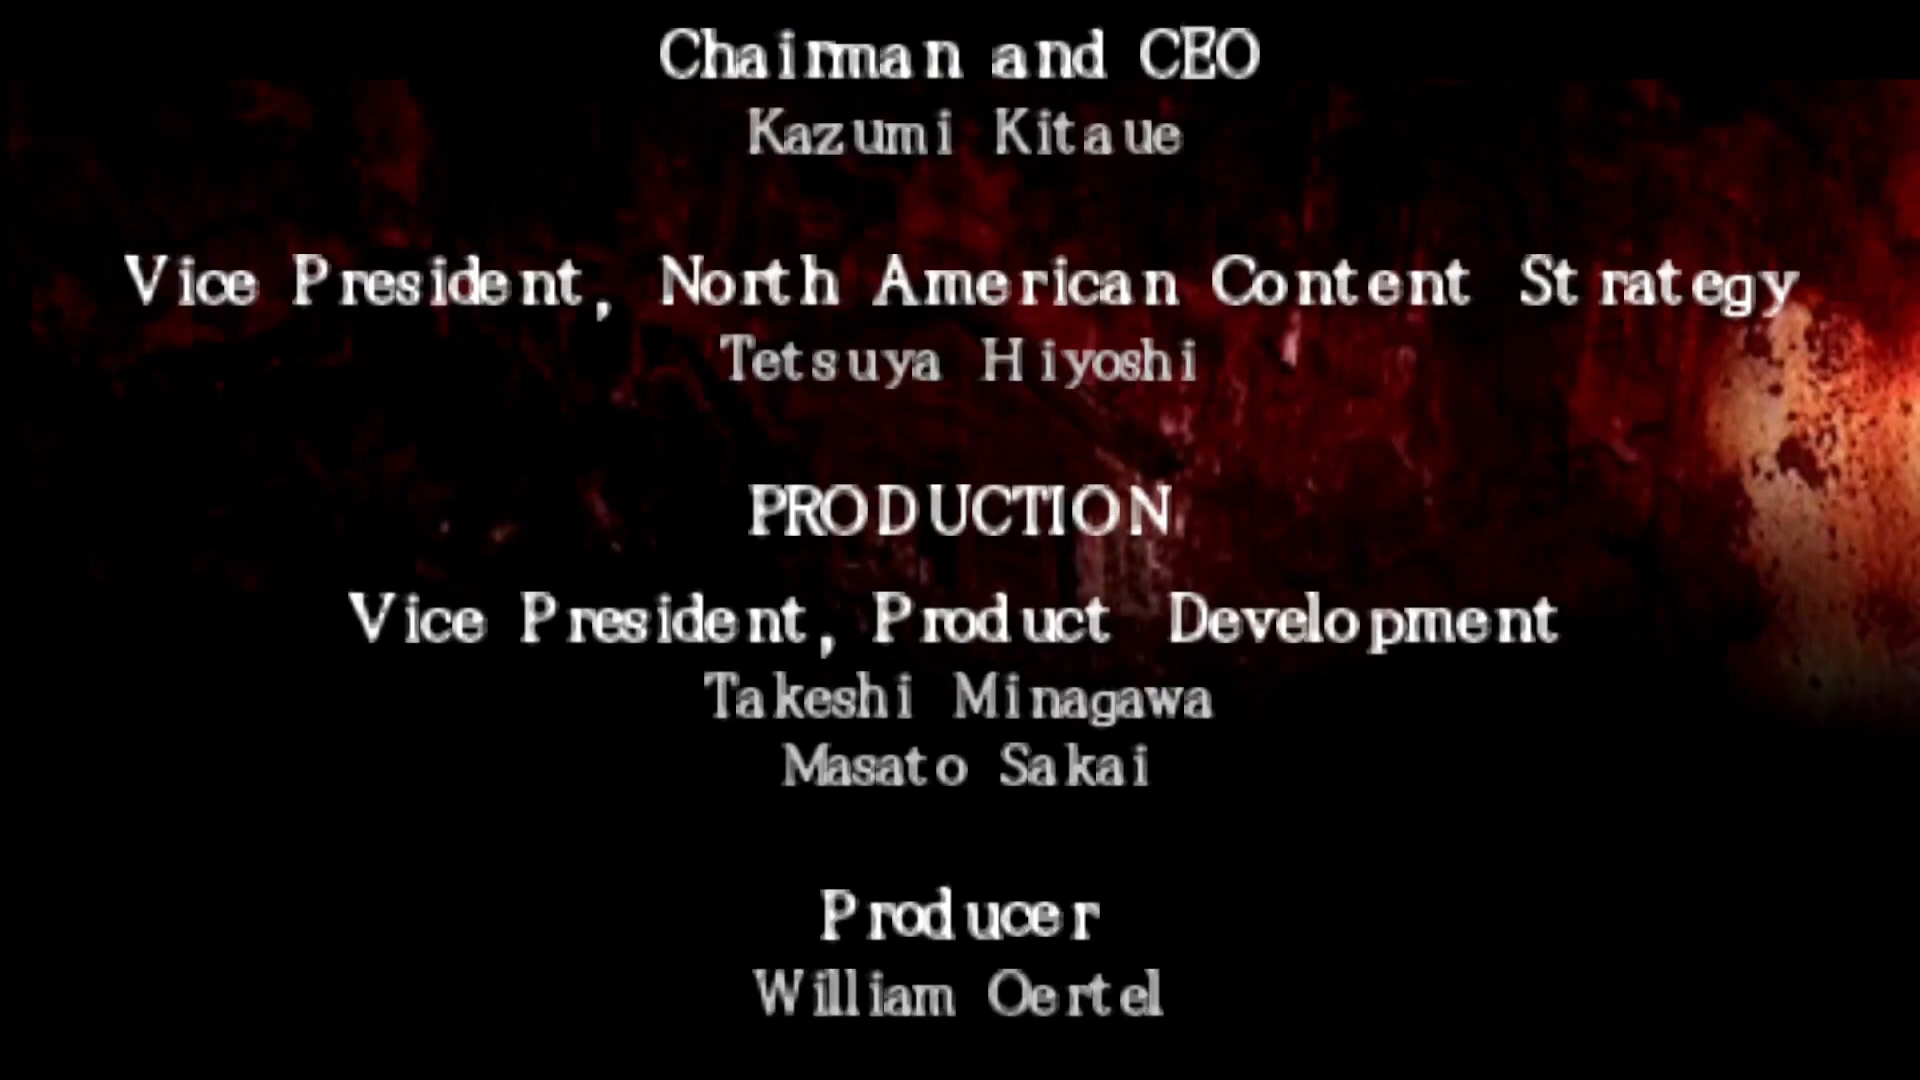 Chairman and CEO
Kazumi Kitaue
Vice President, North American Content Strategy
Tetsuya Hiyoshi
PRODUCTION
Vice President, Product Development
Takeshi Minagawa
Masato Sakai
Producer
William Oertel